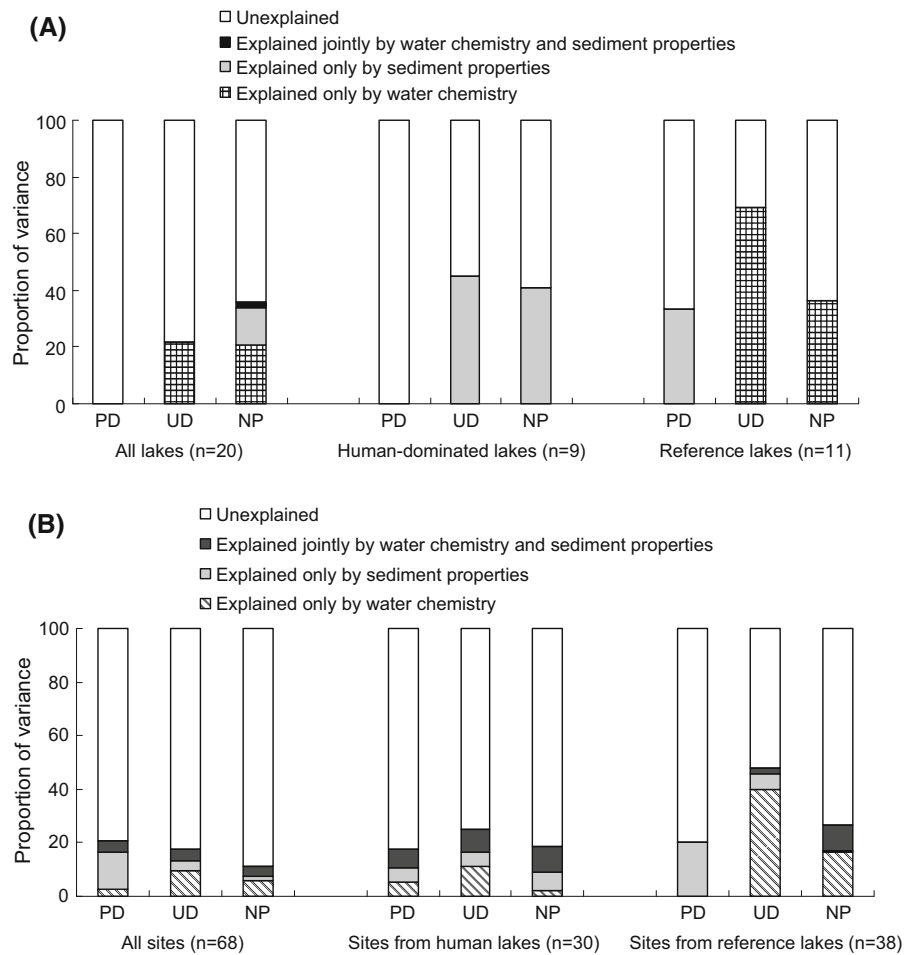 (A)
Unexplained
Explained jointly by water chemistry and sediment properties
Explained only by sediment properties
Explained only by water chemistry
Proportion of variance
100
80
60
40
20
0
PD UD NP PD UD NP PD UD NP
All lakes (n=20) Human-dominated lakes (n=9) Reference lakes (n=11)
(B)
Unexplained
Explained jointly by water chemistry and sediment properties
Explained only by sediment properties
Explained only by water chemistry
Proportion of variance
100
80
60
40
20
0
PD UD NP PD UD NP PD UD NP
All sites (n=68) Sites from human lakes (n=30) Sites from reference lakes (n=38)